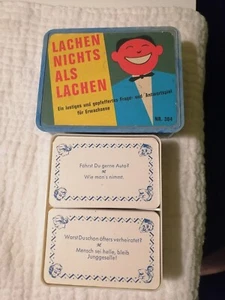 LACHEN
NICHTS
ALS
LACHEN
Ein lustiges und gepfeffertes Frage- und Antwortspiel
für Erwachsene
NR. 304
Fährst Du gerne Auto?
Wie man's nimmt
Warst Du schon öfters verheiratet?
Mensch sei helle, bleib
Junggeselle!